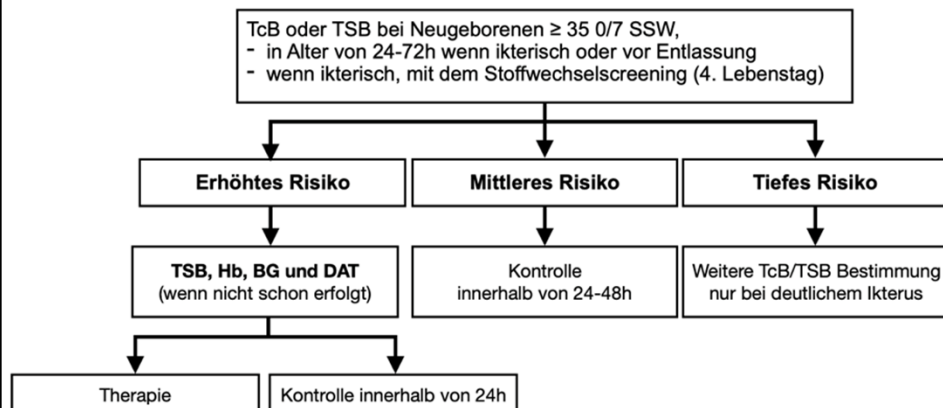 TcB oder TSB bei Neugeborenen ≥ 35 0/7 SSW,
- in Alter von 24-72h wenn ikterisch oder vor Entlassung
- wenn ikterisch, mit dem Stoffwechselscreening (4. Lebenstag)
Erhöhtes Risiko
Mittleres Risiko
Tiefes Risiko
TSB, Hb, BG und DAT
(wenn nicht schon erfolgt)
Kontrolle
innerhalb von 24-48h
Weitere TcB/TSB Bestimmung
nur bei deutlichem Ikterus
Therapie
Kontrolle innerhalb von 24h